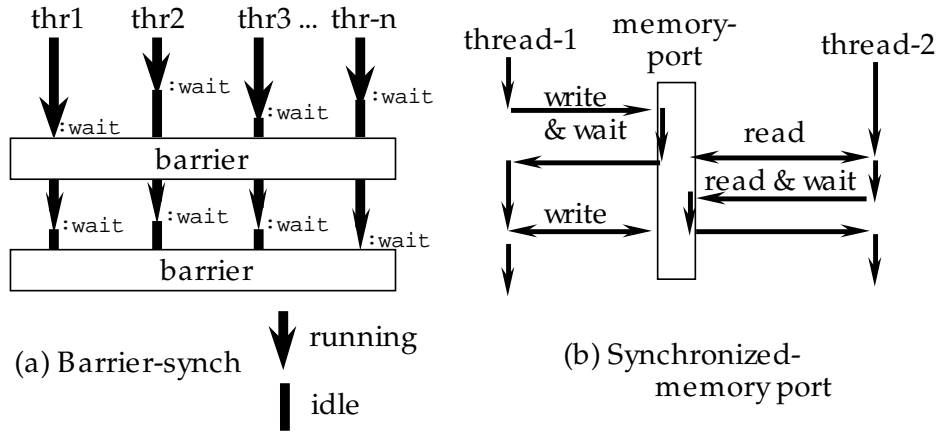 thr1 thr2 thr3 ... thr-n
:wait :wait :wait :wait
barrier
:wait :wait :wait :wait
barrier
running
idle
(a) Barrier-synch
thread-1
memory-
port
thread-2
write
& wait
read
read & wait
write
(b) Synchronized-
memory port